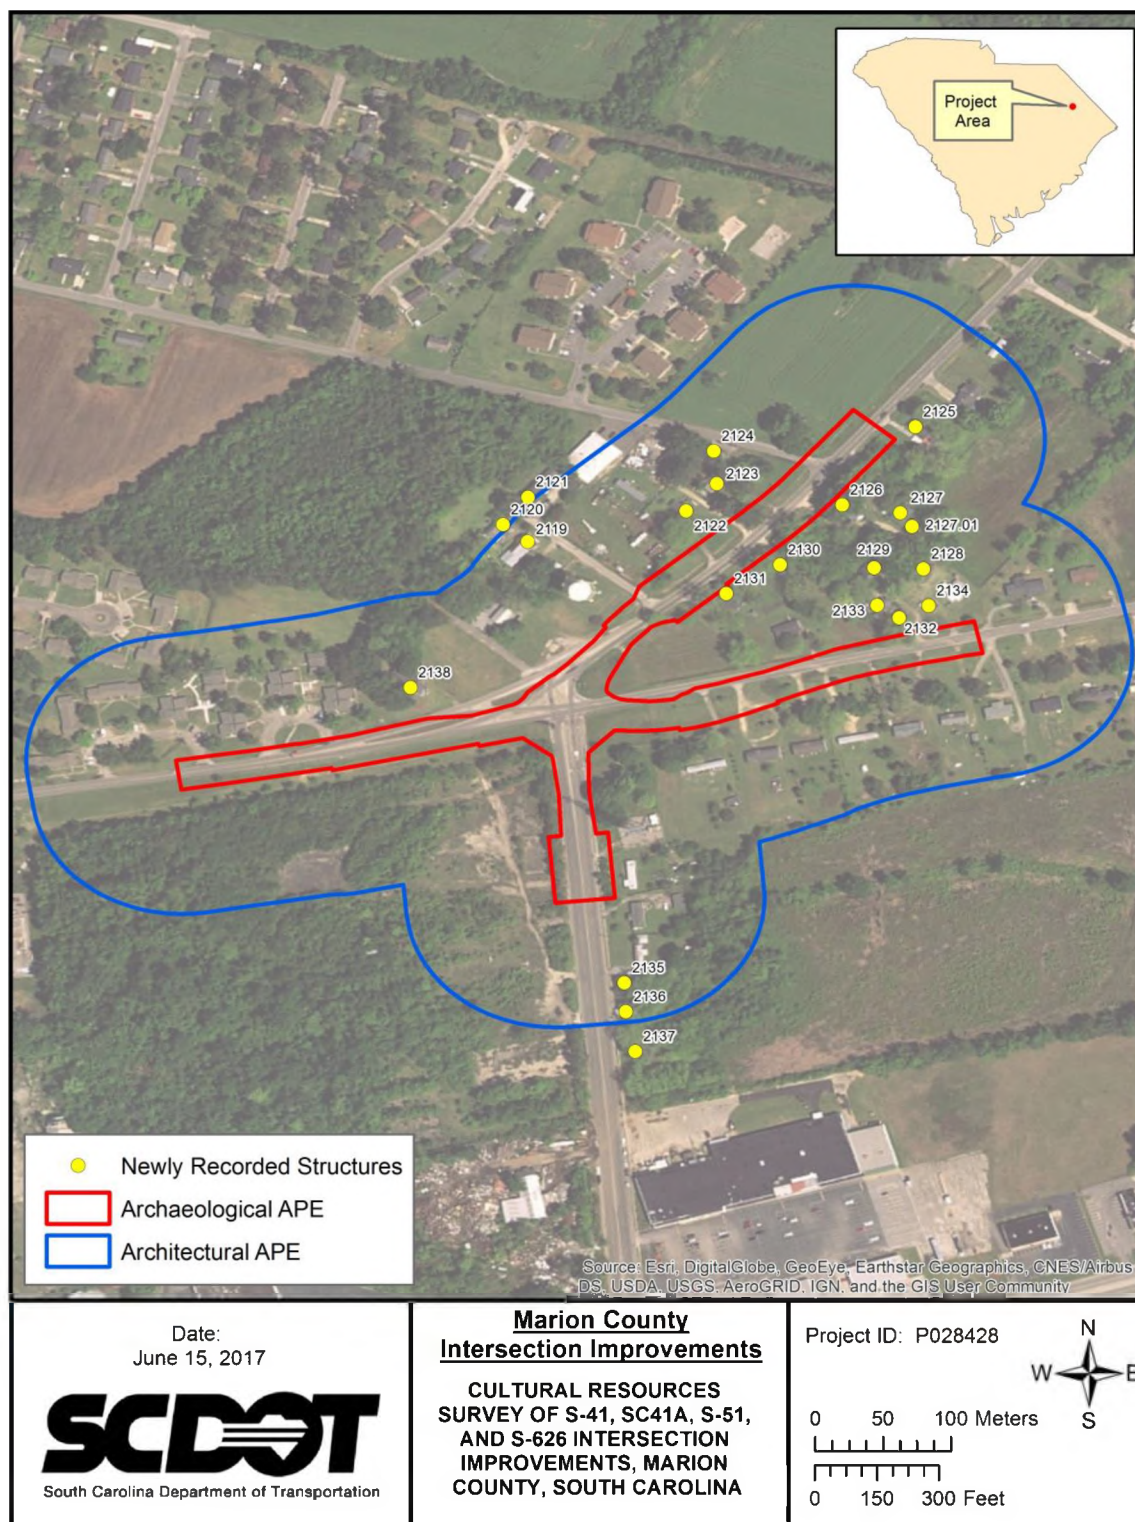 Project
Area
2125
2124
2123
2121
2126
2127
2120
2122
2127.01
2119
2130
2129
2128
2131
2134
2133
2132
2138
2135
2136
2137
Newly Recorded Structures
Archaeological APE
Architectural APE
Source: Esri, DigitalGlobe, GeoEye, Earthstar Geographics, CNES/Airbus
DS, USDA, USGS, AeroGRID, IGN, and the GIS User Community
Date:
June 15, 2017
SCDOT
South Carolina Department of Transportation
Marion County
Intersection Improvements
CULTURAL RESOURCES
SURVEY OF S-41, SC41A, S-51,
AND S-626 INTERSECTION
IMPROVEMENTS, MARION
COUNTY, SOUTH CAROLINA
Project ID: P028428
N
W E
S
0 50 100 Meters
0 150 300 Feet